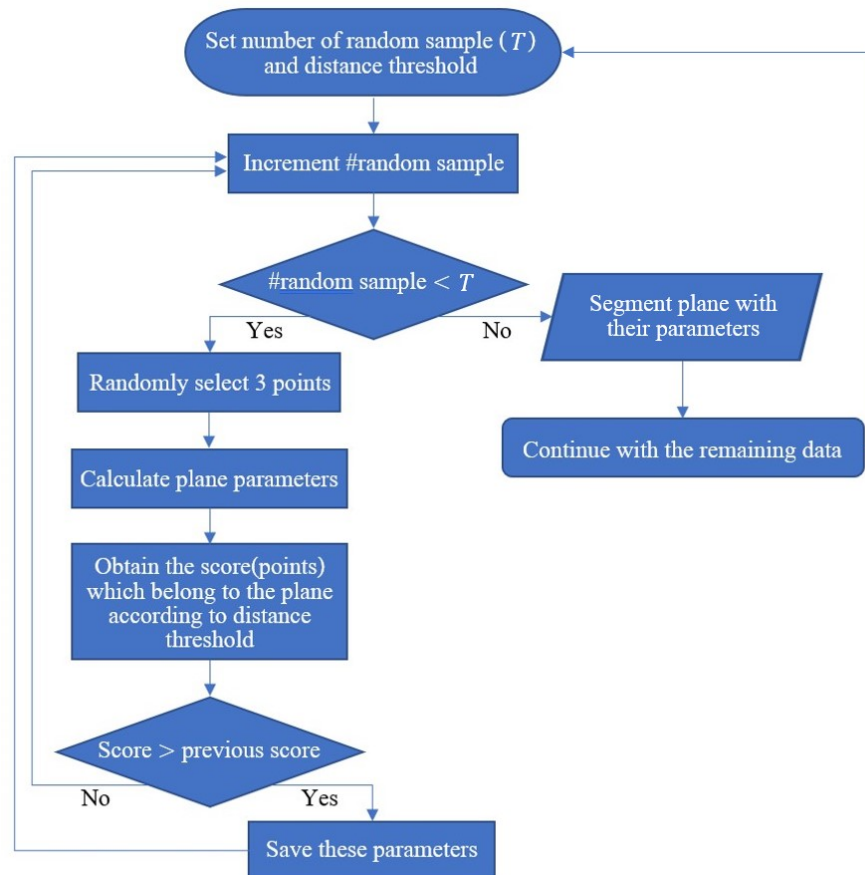 Set number of random sample (T)
and distance threshold
Increment #random sample
#random sample < T
Yes
No
Segment plane with
their parameters
Randomly select 3 points
Continue with the remaining data
Calculate plane parameters
Obtain the score(points)
which belong to the plane
according to distance
threshold
Score > previous score
No
Yes
Save these parameters